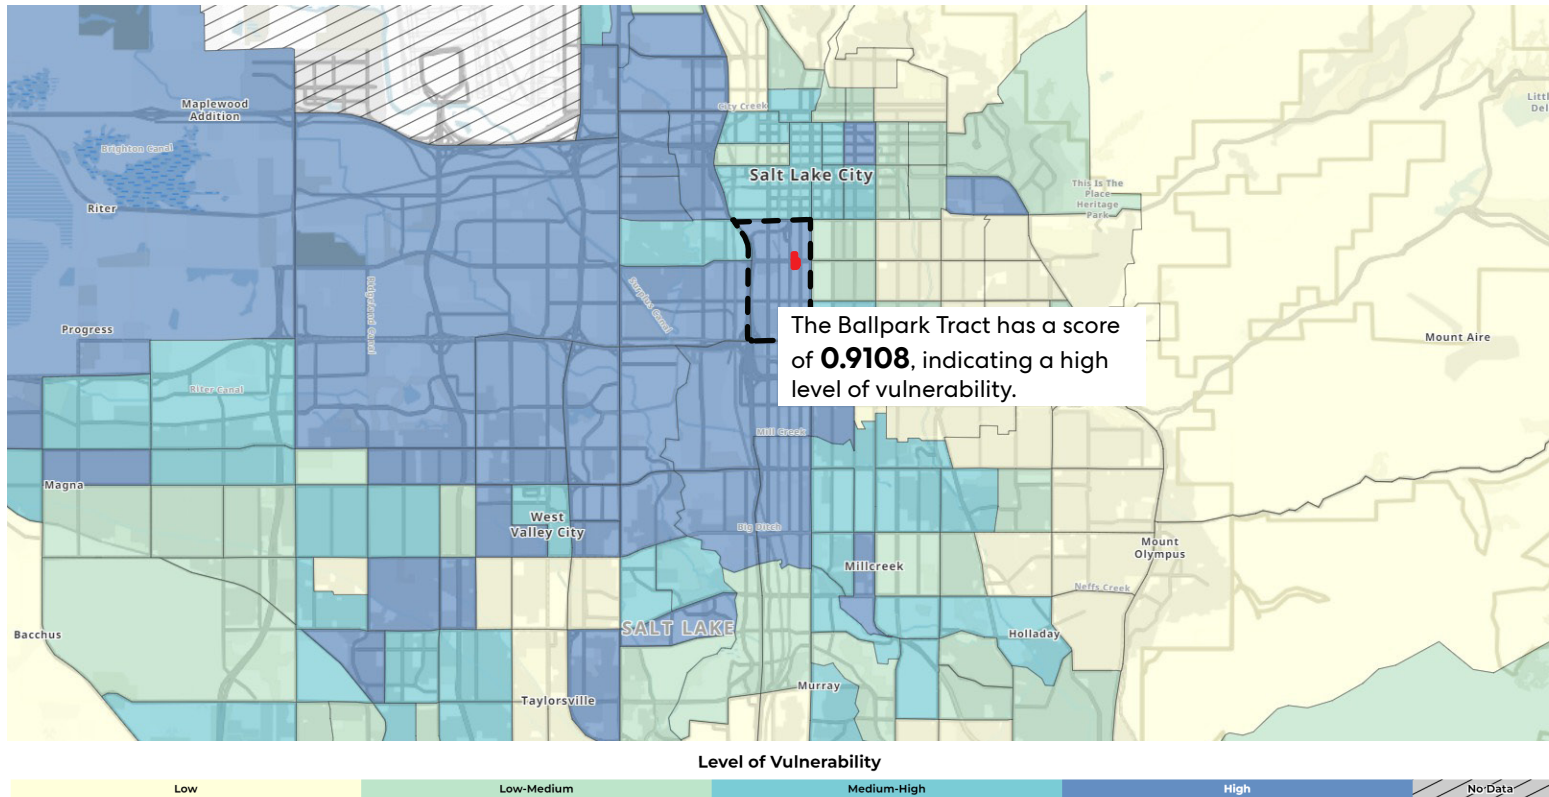 Maplewood
Addition
City Creek
Littl
Del
Brighton Canal
Salt Lake City
This Is The
Place
Heritage
Park
Riter
Surplus Canal
Progress
The Ballpark Tract has a score
of 0.9108, indicating a high
level of vulnerability.
Mount Aire
Riter Canal
Mill Creek
Magna
West
Valley City
Big Ditch
Mount
Olympus
Millcreek
Neffs Creek
Bacchus
SALT LAKE
Holladay
Murray
Taylorsville
Level of Vulnerability
Low
Low-Medium
Medium-High
High
No Data